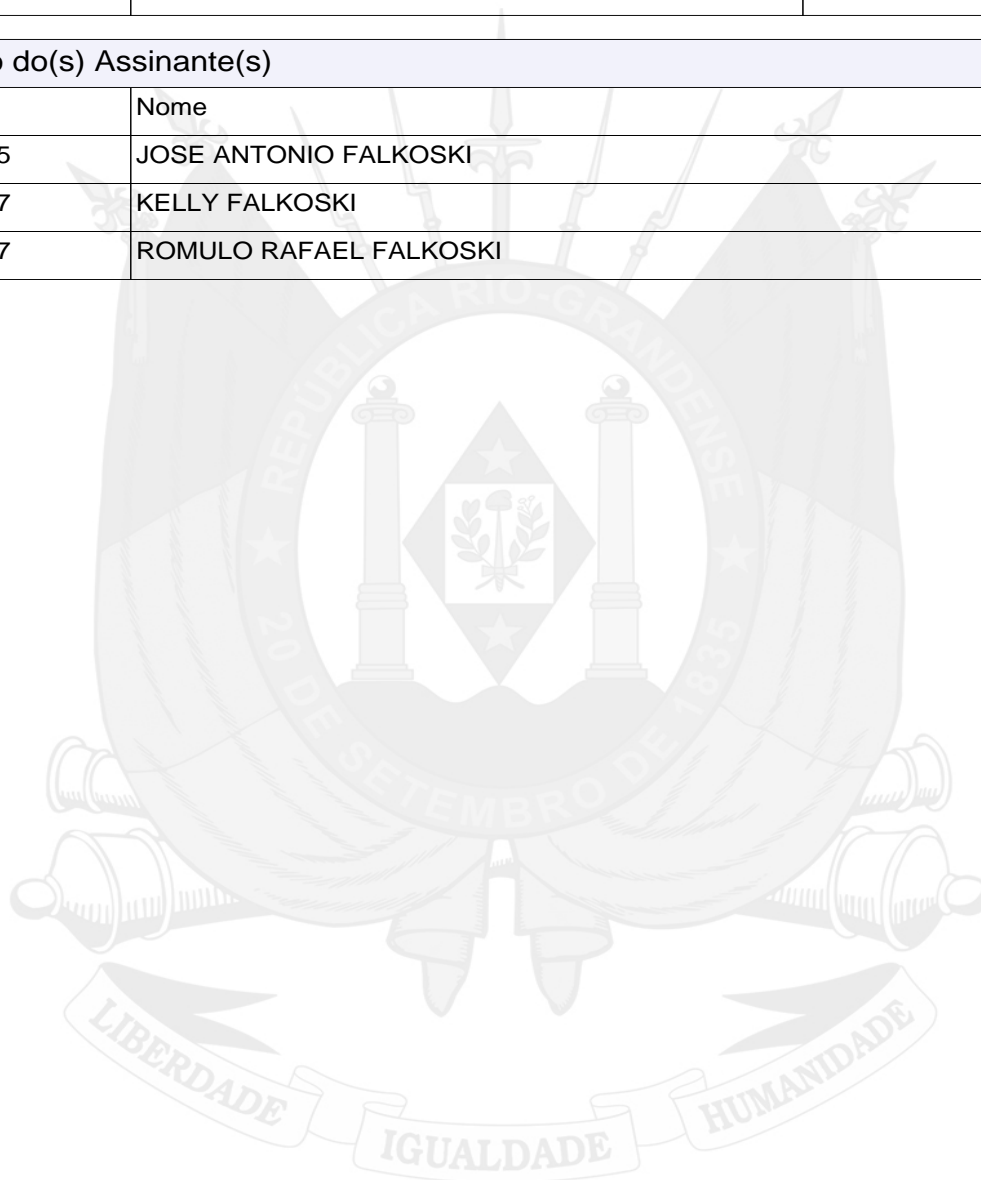 o do(s) Assinante(s)
Nome
5 JOSE ANTONIO FALKOSKI
7 KELLY FALKOSKI
7 ROMULO RAFAEL FALKOSKI
REPÚBLICA RIO-GRANDENSE
20 DE SETEMBRO DE 1835
LIBERDADE IGUALDADE HUMANIDADE